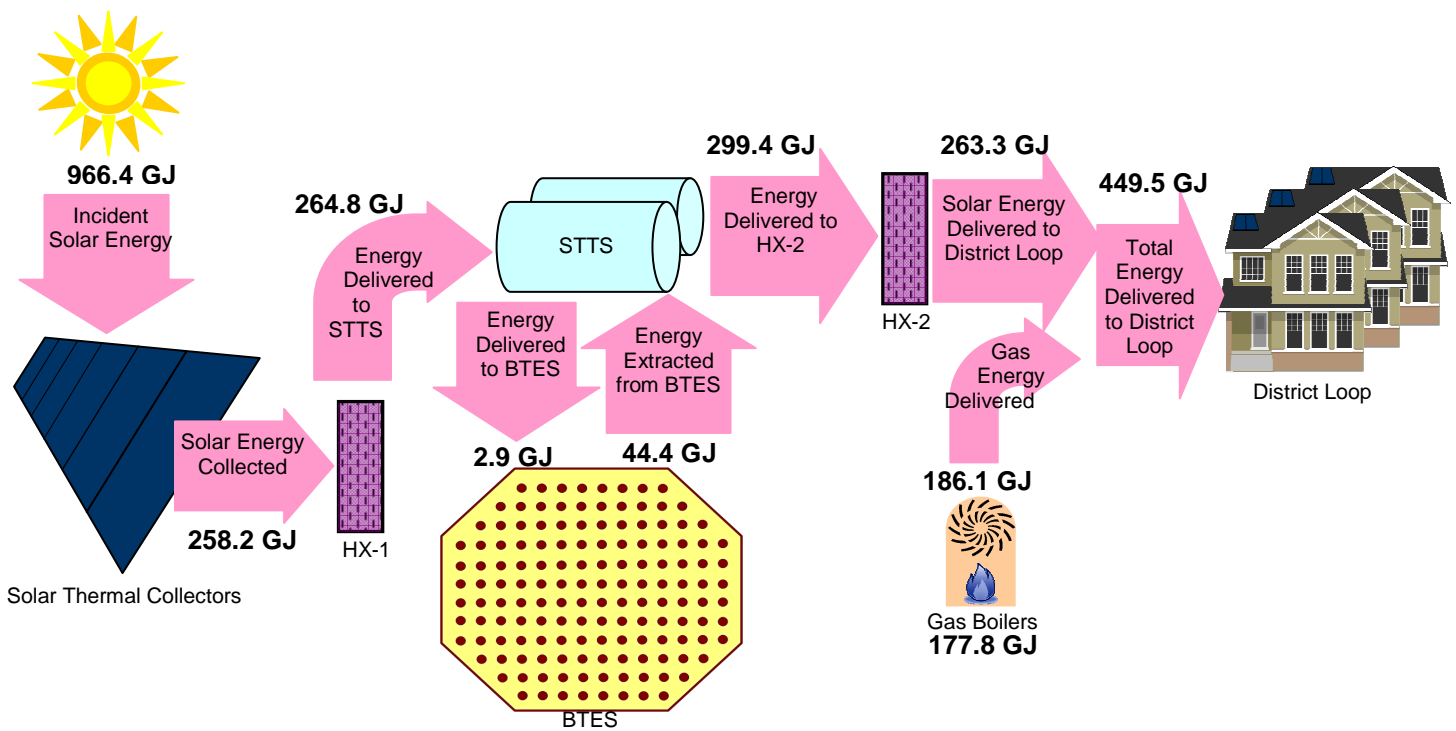 966.4 GJ
Incident
Solar Energy
Solar Thermal Collectors
Solar Energy
Collected
258.2 GJ
HX-1
264.8 GJ
Energy
Delivered
to
STTS
STTS
Energy
Delivered
to BTES
2.9 GJ
Energy
Extracted
from BTES
44.4 GJ
BTES
299.4 GJ
Energy
Delivered to
HX-2
HX-2
263.3 GJ
Solar Energy
Delivered to
District Loop
Gas
Energy
Delivered
186.1 GJ
Gas Boilers
177.8 GJ
449.5 GJ
Total
Energy
Delivered
to District
Loop
District Loop